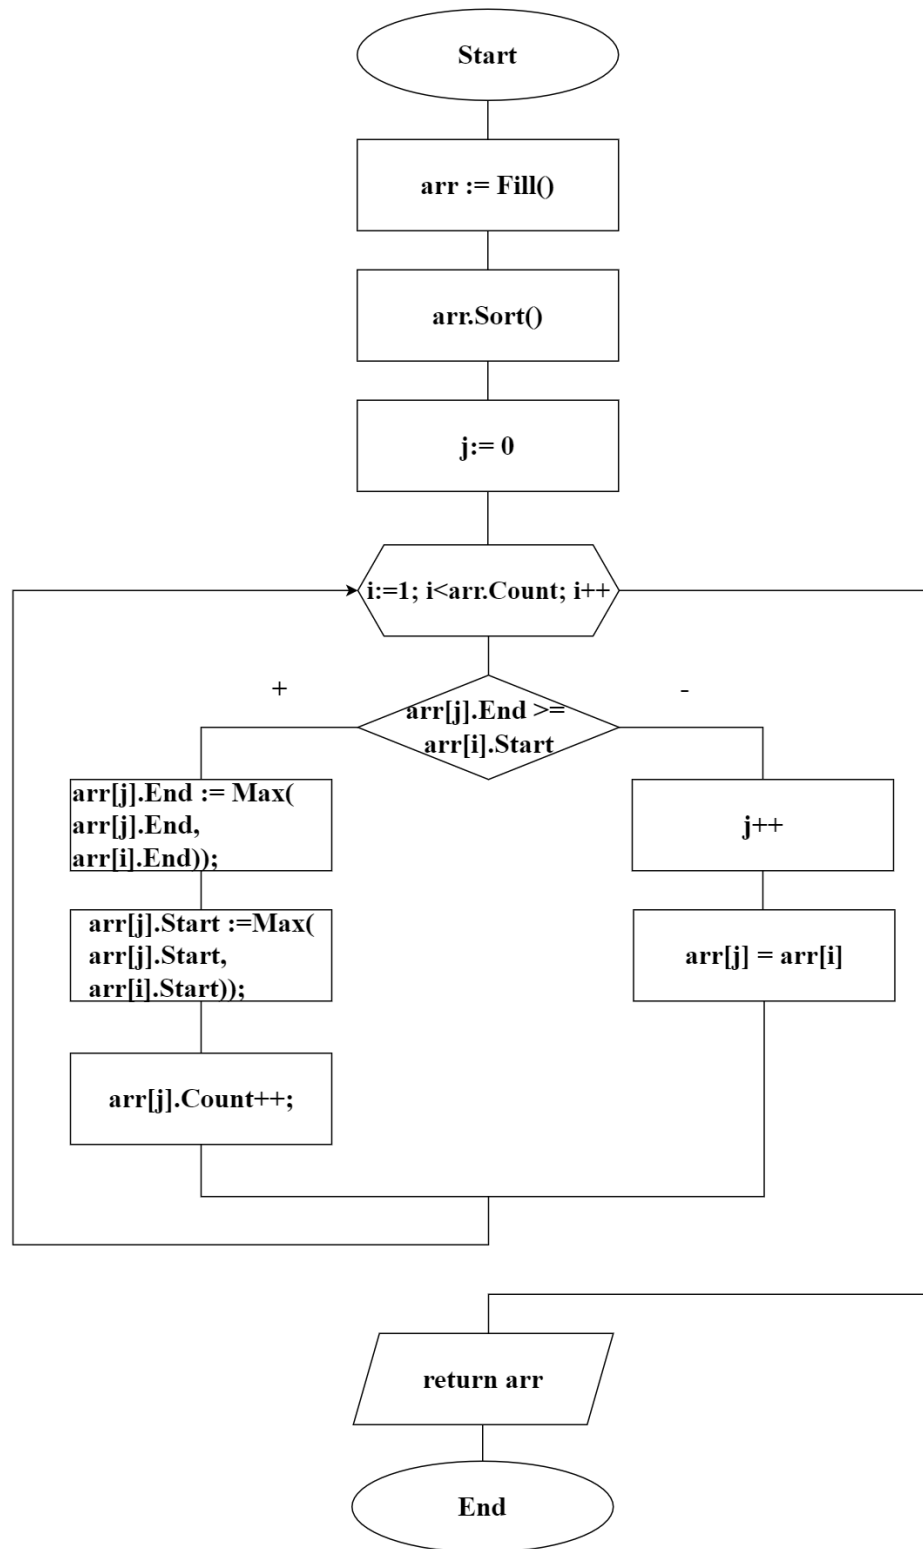 Start
arr := Fill()
arr.Sort()
j:= 0
i:=1; i<arr.Count; i++
+
-
arr[j].End >=
arr[i].Start
arr[j].End := Max(
arr[j].End,
arr[i].End));
j++
arr[j].Start :=Max(
arr[j].Start,
arr[i].Start));
arr[j] = arr[i]
arr[j].Count++;
return arr
End